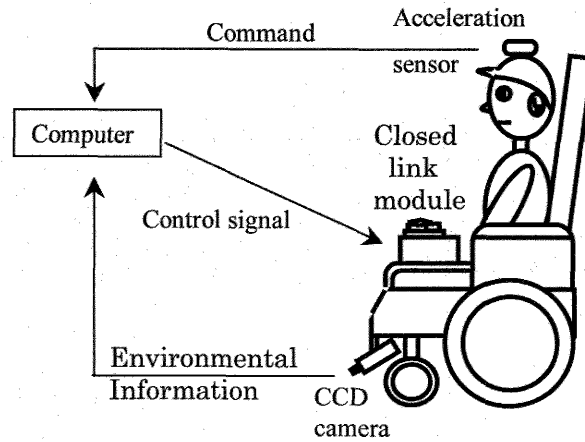 Acceleration
sensor
Command
Computer
Closed
link
module
Control signal
Environmental
Information
CCD
camera